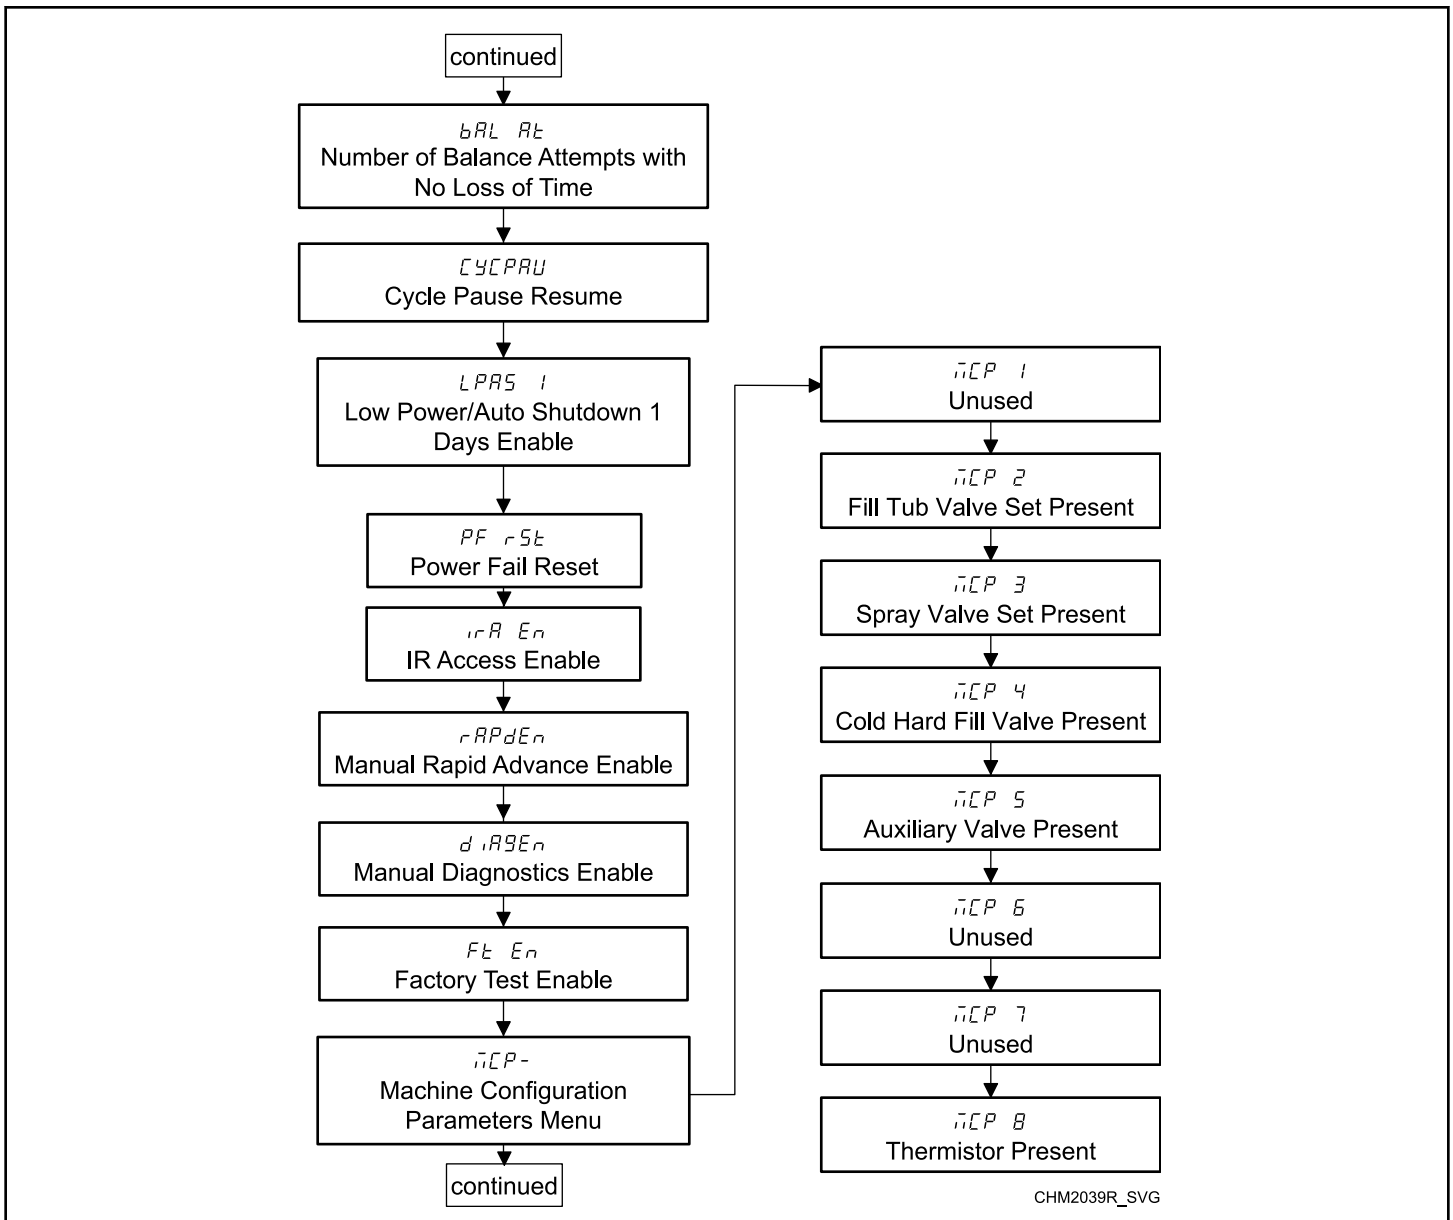 continued
bAL At
Number of Balance Attempts with
No Loss of Time
CYCPAU
Cycle Pause Resume
LPAS 1
Low Power/Auto Shutdown 1
Days Enable
PF rSt
Power Fail Reset
irA En
IR Access Enable
rAPdEn
Manual Rapid Advance Enable
diAgEn
Manual Diagnostics Enable
Ft En
Factory Test Enable
MCP-
Machine Configuration
Parameters Menu
continued
MCP 1
Unused
MCP 2
Fill Tub Valve Set Present
MCP 3
Spray Valve Set Present
MCP 4
Cold Hard Fill Valve Present
MCP 5
Auxiliary Valve Present
MCP 6
Unused
MCP 7
Unused
MCP 8
Thermistor Present
CHM2039R_SVG